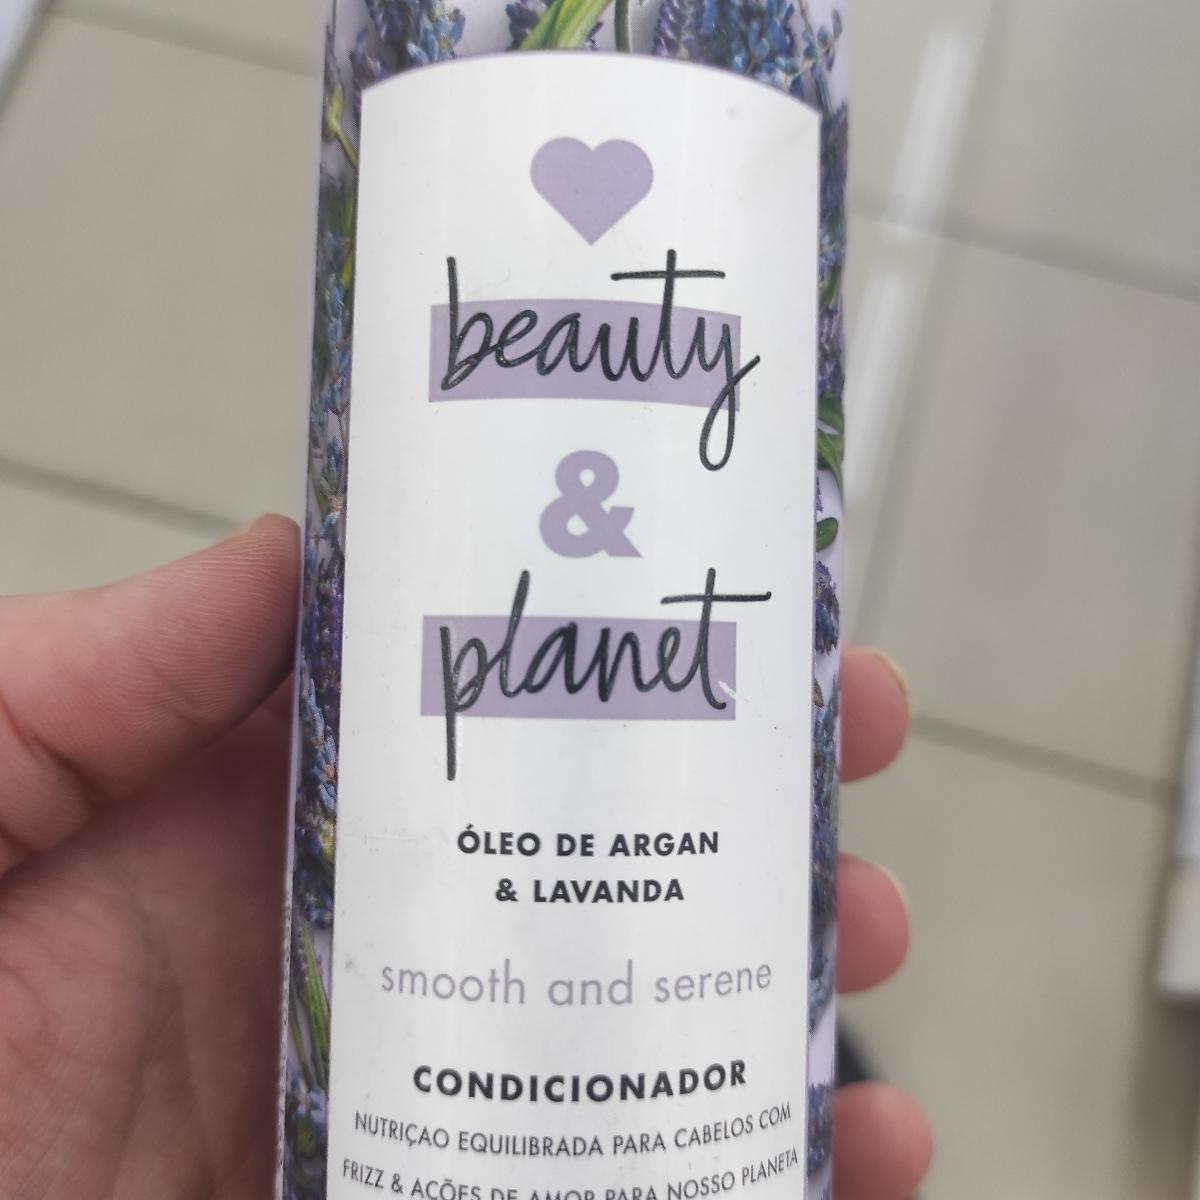 beauty
&
planet
ÓLEO DE ARGAN
& LAVANDA
smooth and serene
CONDICIONADOR
NUTRIÇAO EQUILIBRADA PARA CABELOS COM
FRIZZ & AÇÕES DE AMOR PARA NOSSO PLANETA